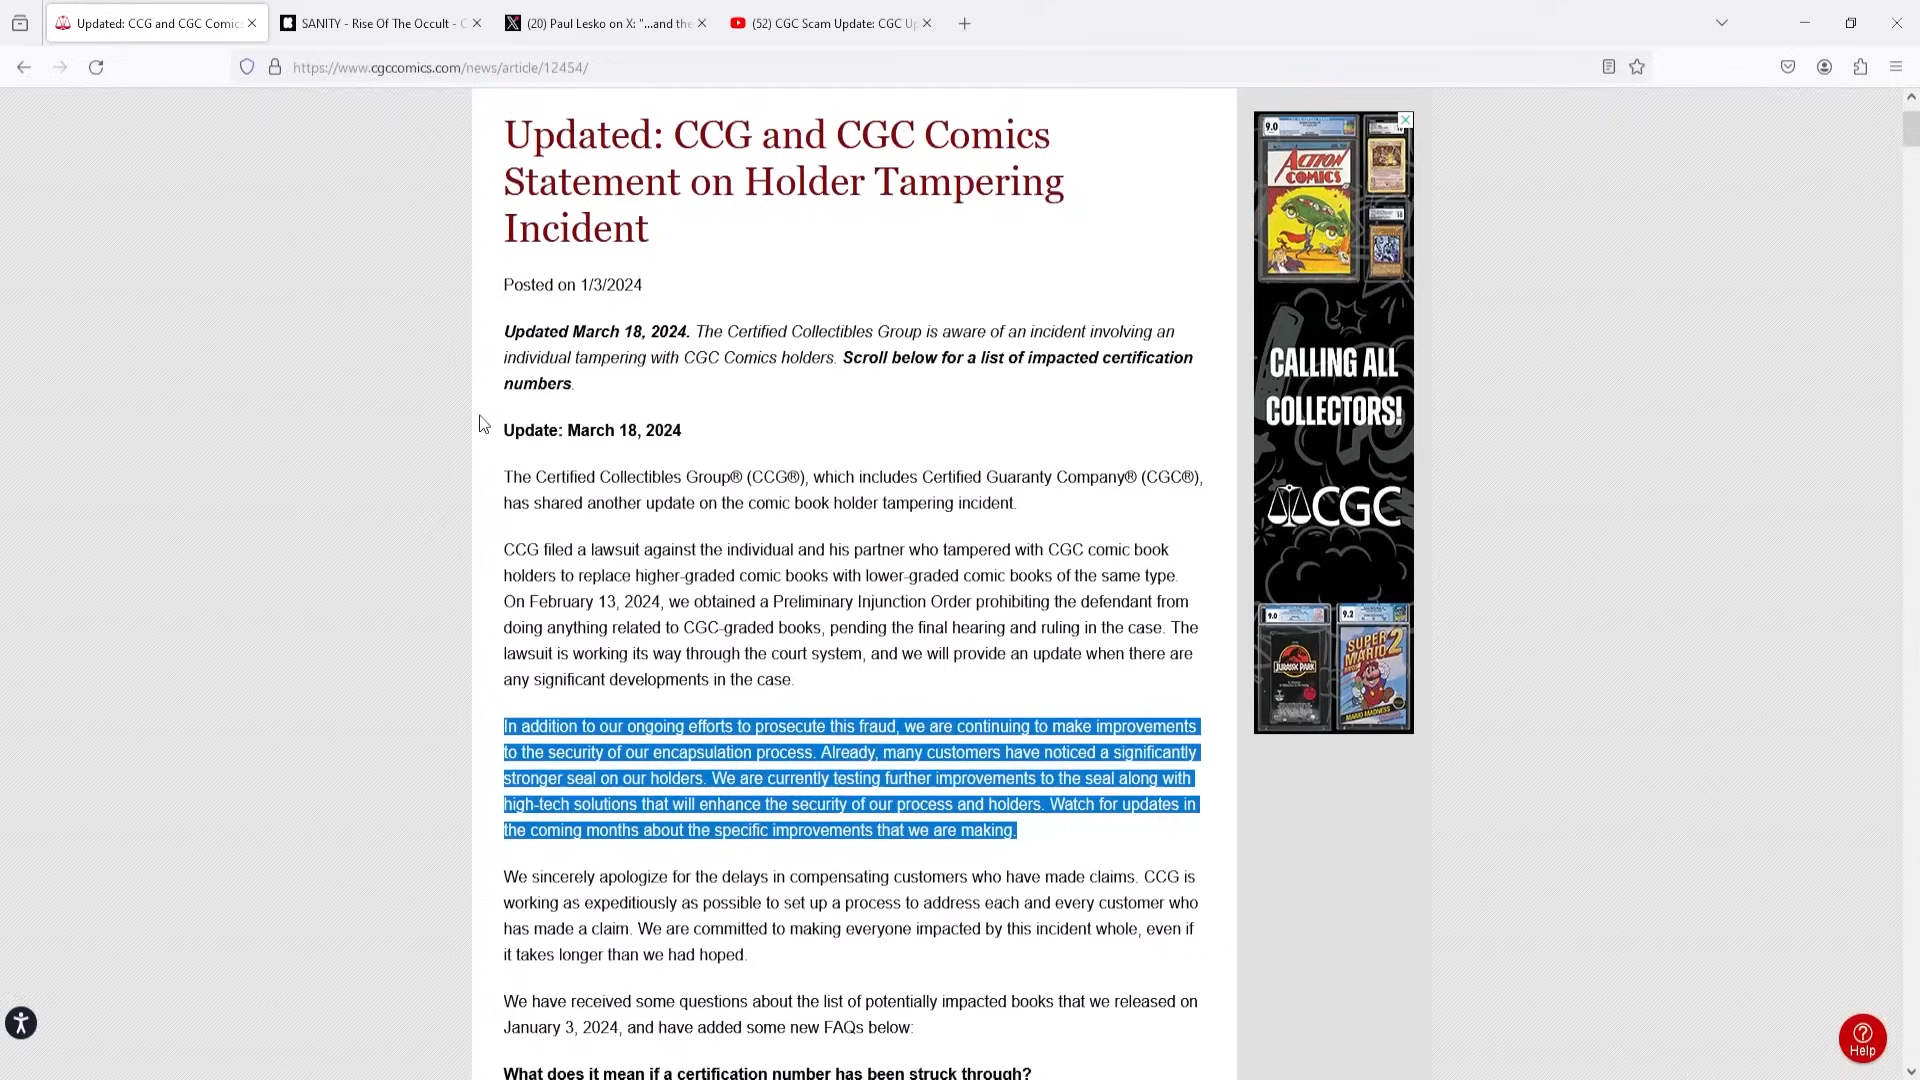 Updated: CCG and CGC Comic
SANITY - Rise Of The Occult - C
(20) Paul Lesko on X: "...and the
(52) CGC Scam Update: CGC Up
https://www.cgccomics.com/news/article/12454/
Updated: CCG and CGC Comics
Statement on Holder Tampering
Incident
Posted on 1/3/2024
Updated March 18, 2024. The Certified Collectibles Group is aware of an incident involving an
individual tampering with CGC Comics holders. Scroll below for a list of impacted certification
numbers.
Update: March 18, 2024
The Certified Collectibles Group® (CCG®), which includes Certified Guaranty Company® (CGC®),
has shared another update on the comic book holder tampering incident.
CCG filed a lawsuit against the individual and his partner who tampered with CGC comic book
holders to replace higher-graded comic books with lower-graded comic books of the same type.
On February 13, 2024, we obtained a Preliminary Injunction Order prohibiting the defendant from
doing anything related to CGC-graded books, pending the final hearing and ruling in the case. The
lawsuit is working its way through the court system, and we will provide an update when there are
any significant developments in the case.
In addition to our ongoing efforts to prosecute this fraud, we are continuing to make improvements
to the security of our encapsulation process. Already, many customers have noticed a significantly
stronger seal on our holders. We are currently testing further improvements to the seal along with
high-tech solutions that will enhance the security of our process and holders. Watch for updates in
the coming months about the specific improvements that we are making.
We sincerely apologize for the delays in compensating customers who have made claims. CCG is
working as expeditiously as possible to set up a process to address each and every customer who
has made a claim. We are committed to making everyone impacted by this incident whole, even if
it takes longer than we had hoped.
We have received some questions about the list of potentially impacted books that we released on
January 3, 2024, and have added some new FAQs below:
What does it mean if a certification number has been struck through?
9.0
ACTION
COMICS
CALLING ALL
COLLECTORS!
CGC
9.0
9.2
JURASSIC PARK
SUPER
MARIO 2
MARIO MADNESS
Help